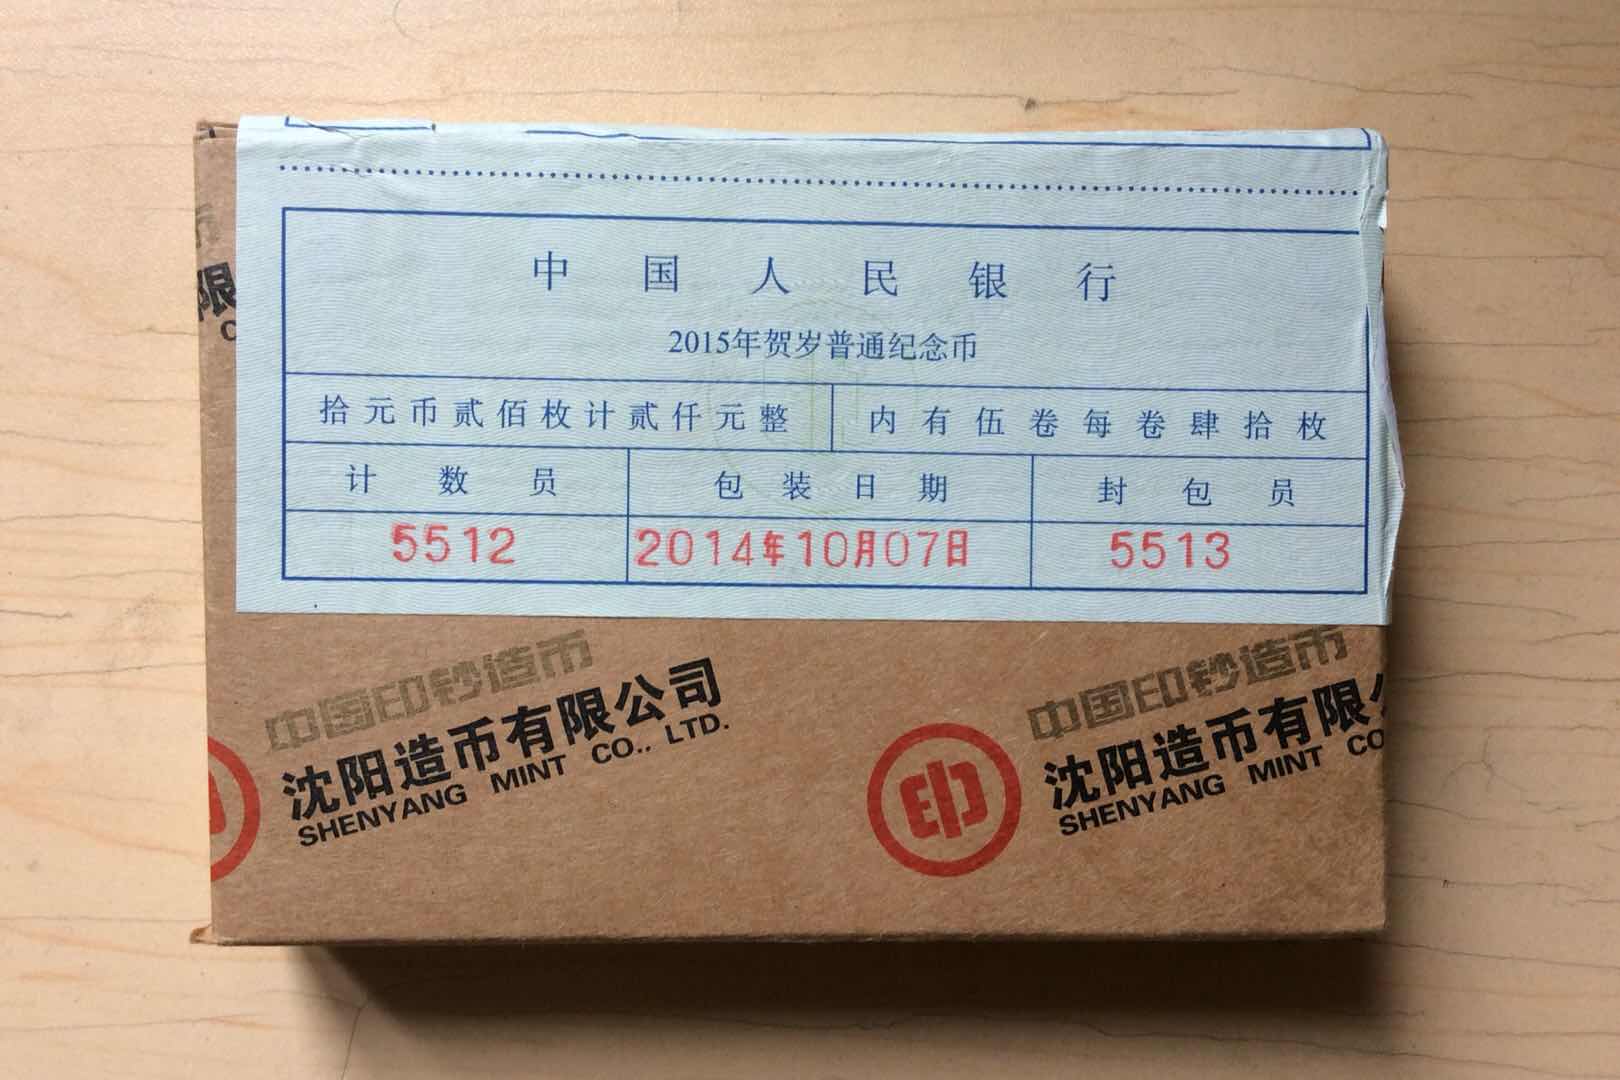 中国人民银行
2015年贺岁普通纪念币
拾元币贰佰枚计贰仟元整 内有伍卷每卷肆拾枚
计数员 包装日期 封包员
5512 2014年10月07日 5513
限
C
中国印钞造币
沈阳造币有限公司
SHENYANG MINT CO., LTD.
印
中国印钞造币
沈阳造币有限公
SHENYANG MINT CO